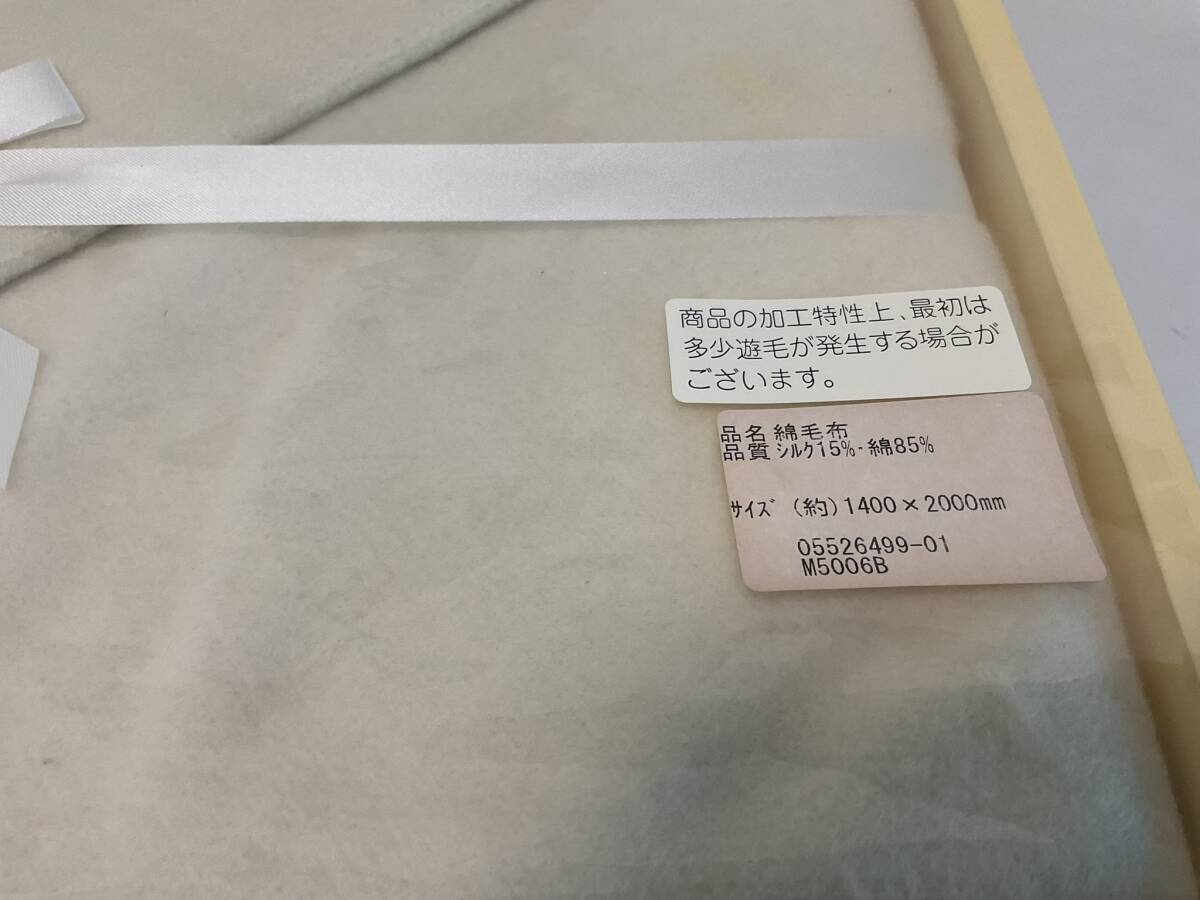 商品の加工特性上、最初は
多少遊毛が発生する場合が
ございます。
品名 綿毛布
品質 ｼﾙｸ15%-綿85%
ｻｲｽﾞ (約)1400×2000mm
05526499-01
M5006B